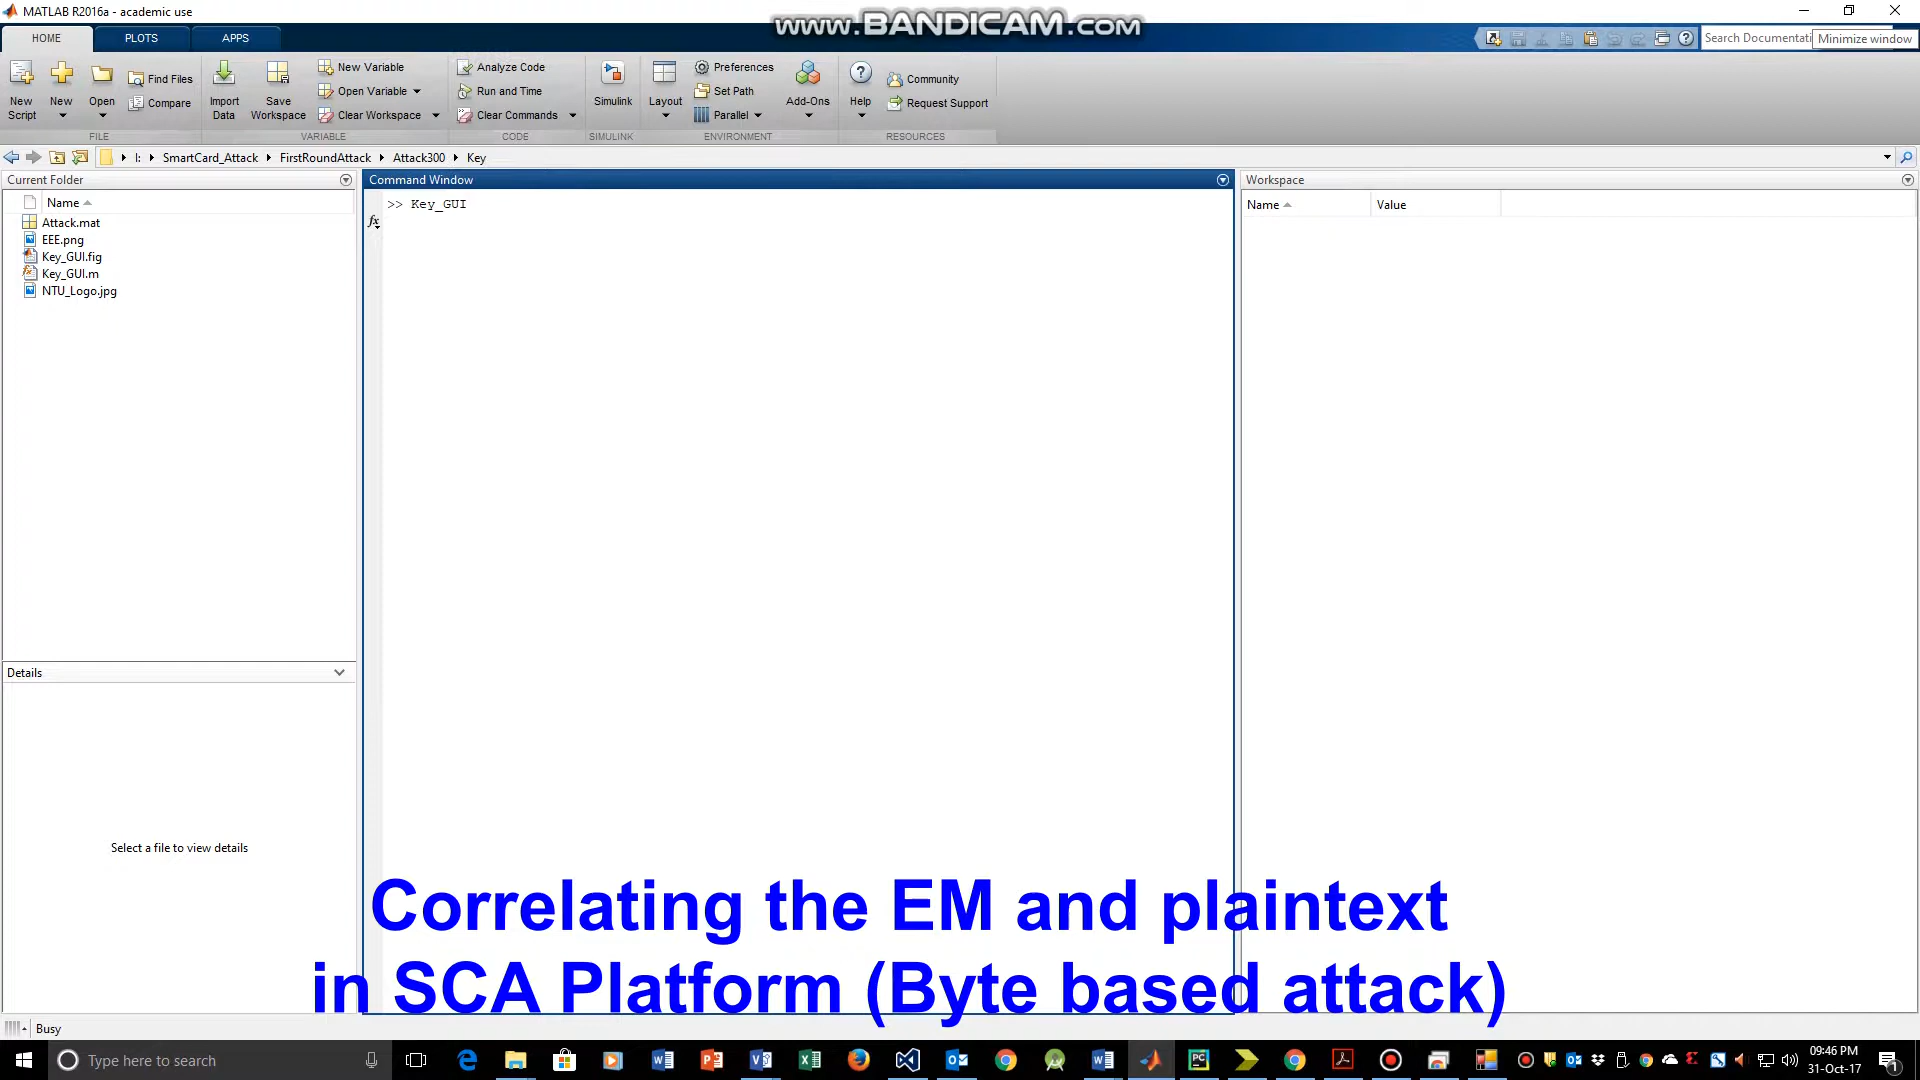 MATLAB R2016a - academic use
www.BANDICAM.com
HOME PLOTS APPS
Search Documentati
Minimize window
New Script
New
Open
Find Files
Compare
FILE
Import Data
Save Workspace
New Variable
Open Variable
Clear Workspace
VARIABLE
Analyze Code
Run and Time
Clear Commands
CODE
Simulink
SIMULINK
Layout
Preferences
Set Path
Parallel
ENVIRONMENT
Add-Ons
Help
Community
Request Support
RESOURCES
I: SmartCard_Attack FirstRoundAttack Attack300 Key
Current Folder
Name
Attack.mat
EEE.png
Key_GUI.fig
Key_GUI.m
NTU_Logo.jpg
Details
Select a file to view details
Command Window
>> Key_GUI
fx
Workspace
Name Value
Correlating the EM and plaintext
in SCA Platform (Byte based attack)
Busy
Type here to search
09:46 PM
31-Oct-17